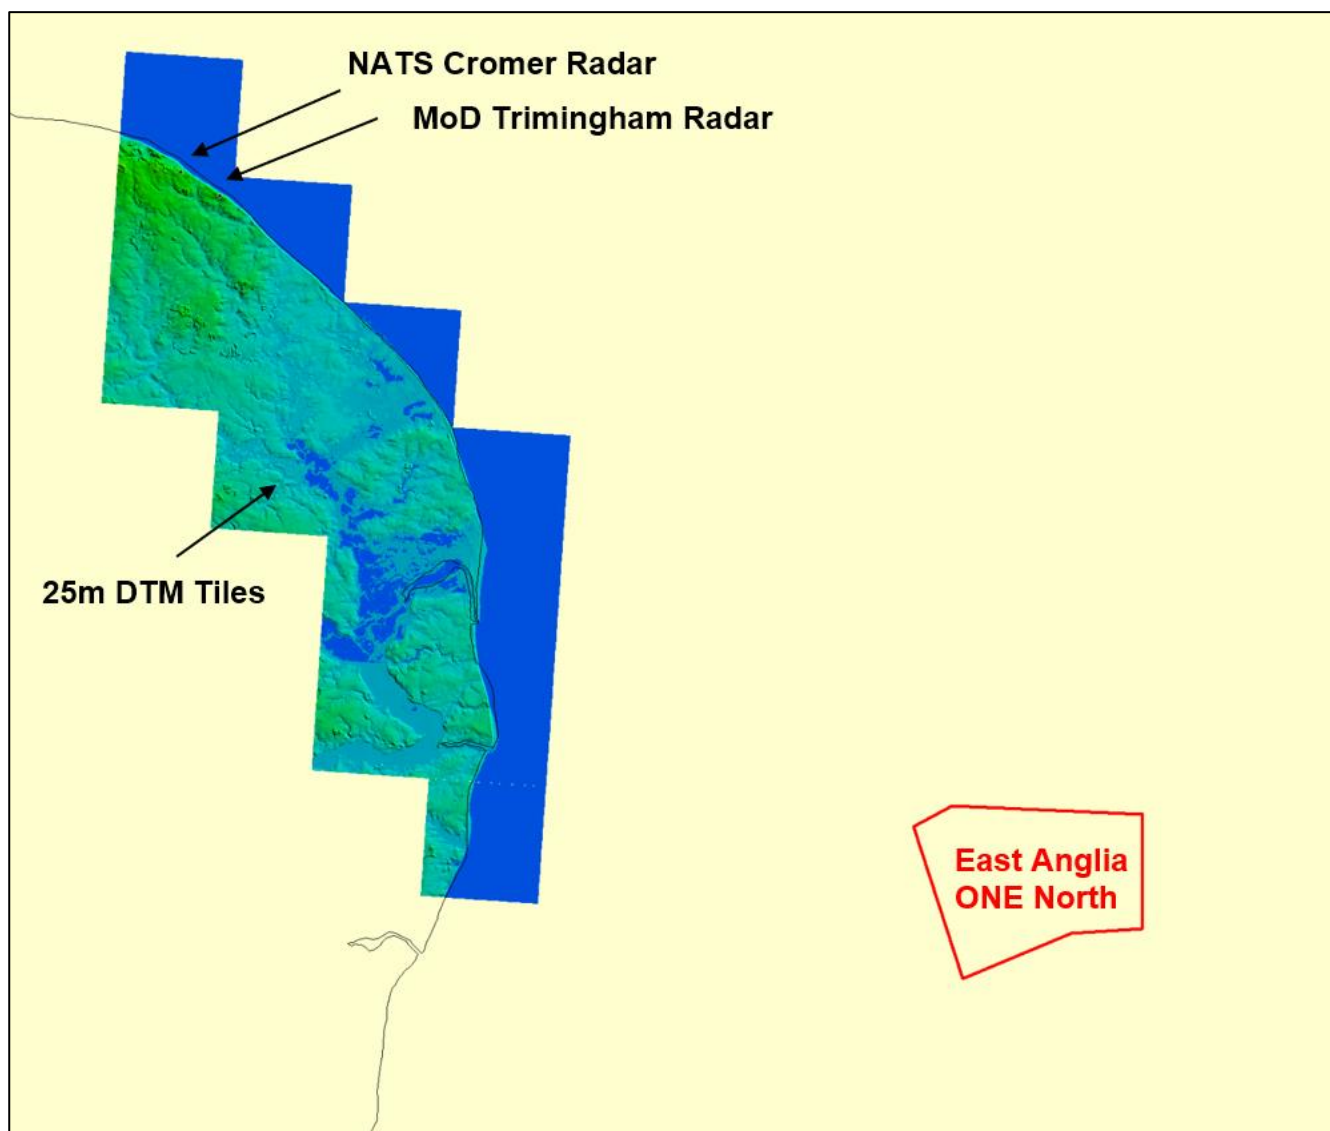 NATS Cromer Radar
MoD Trimingham Radar
25m DTM Tiles
East Anglia
ONE North